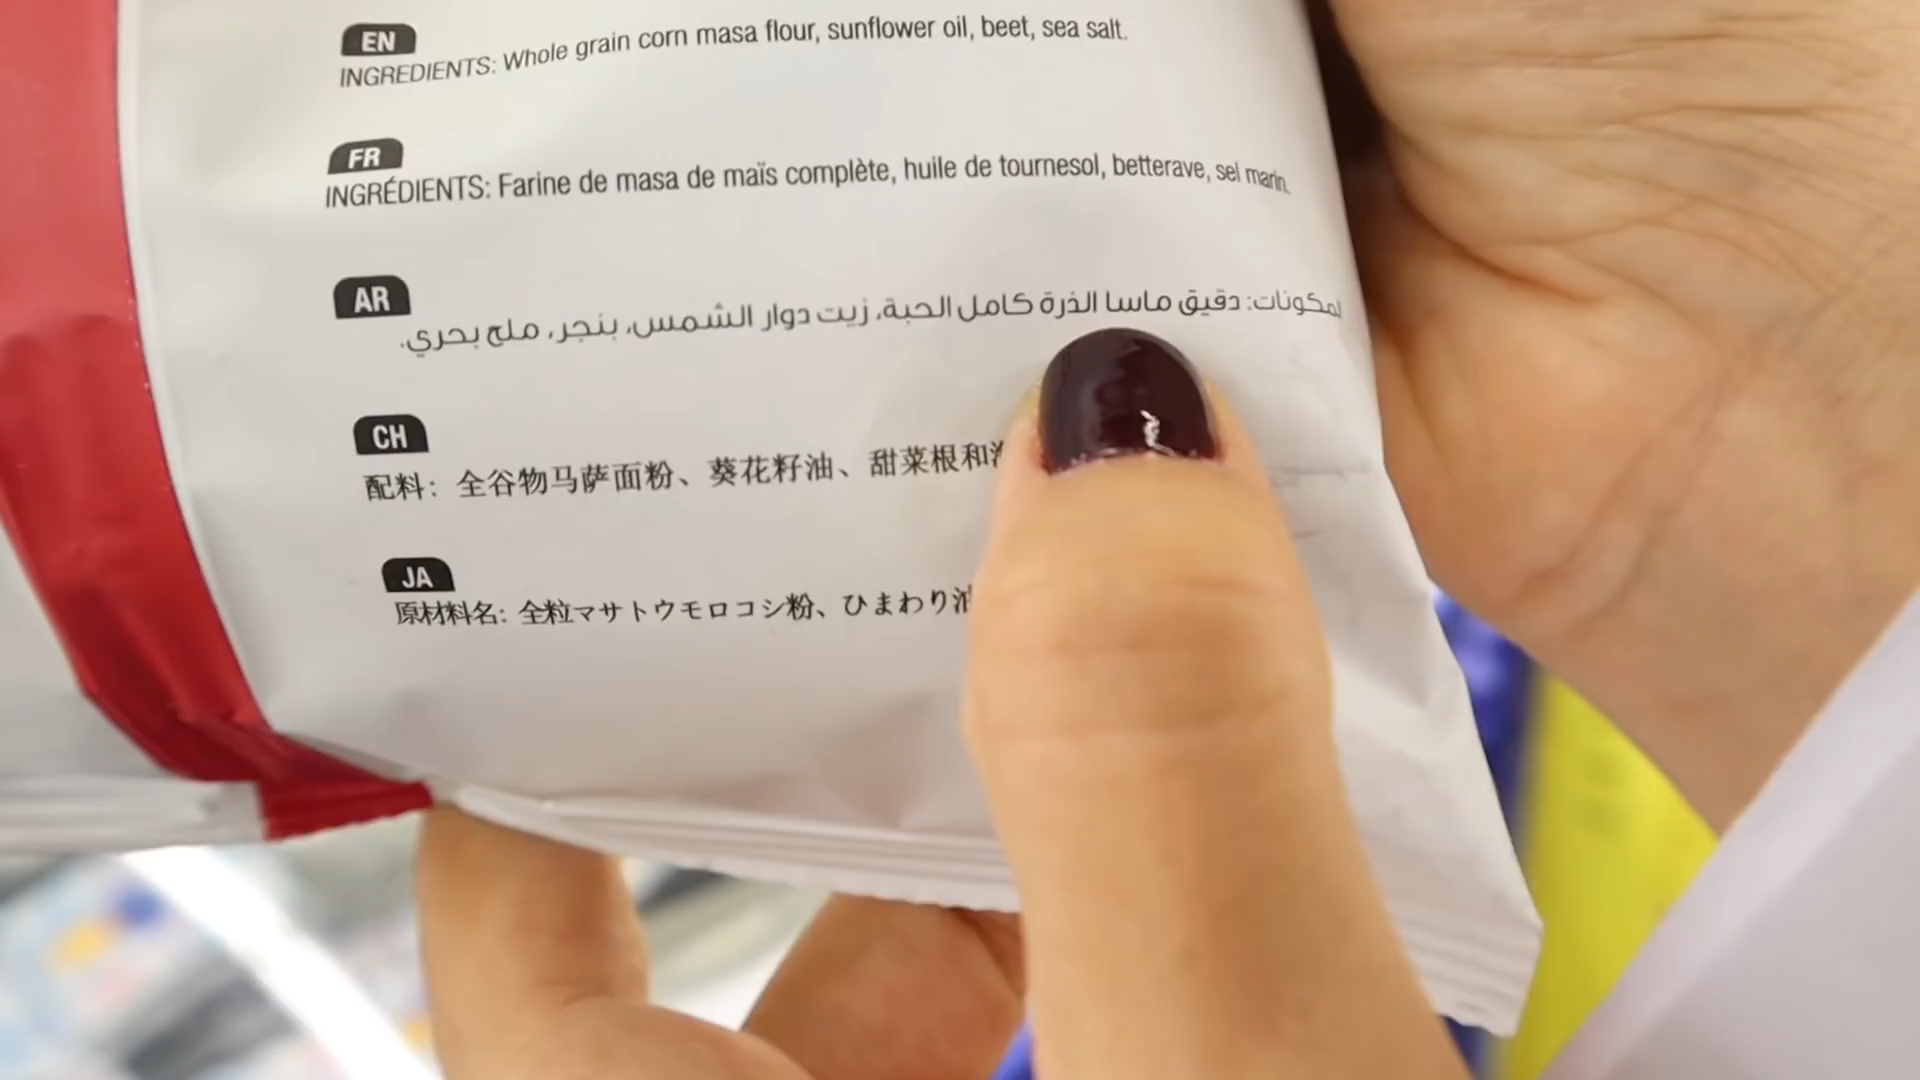 EN
INGREDIENTS: Whole grain corn masa flour, sunflower oil, beet, sea salt.
FR
INGRÉDIENTS: Farine de masa de maïs complète, huile de tournesol, betterave, sel marin.
AR
المكونات: دقيق ماسا الذرة كامل الحبة، زيت دوار الشمس، بنجر، ملح بحري.
CH
配料: 全谷物马萨面粉、葵花籽油、甜菜根和
JA
原材料名: 全粒マサトウモロコシ粉、ひまわり油